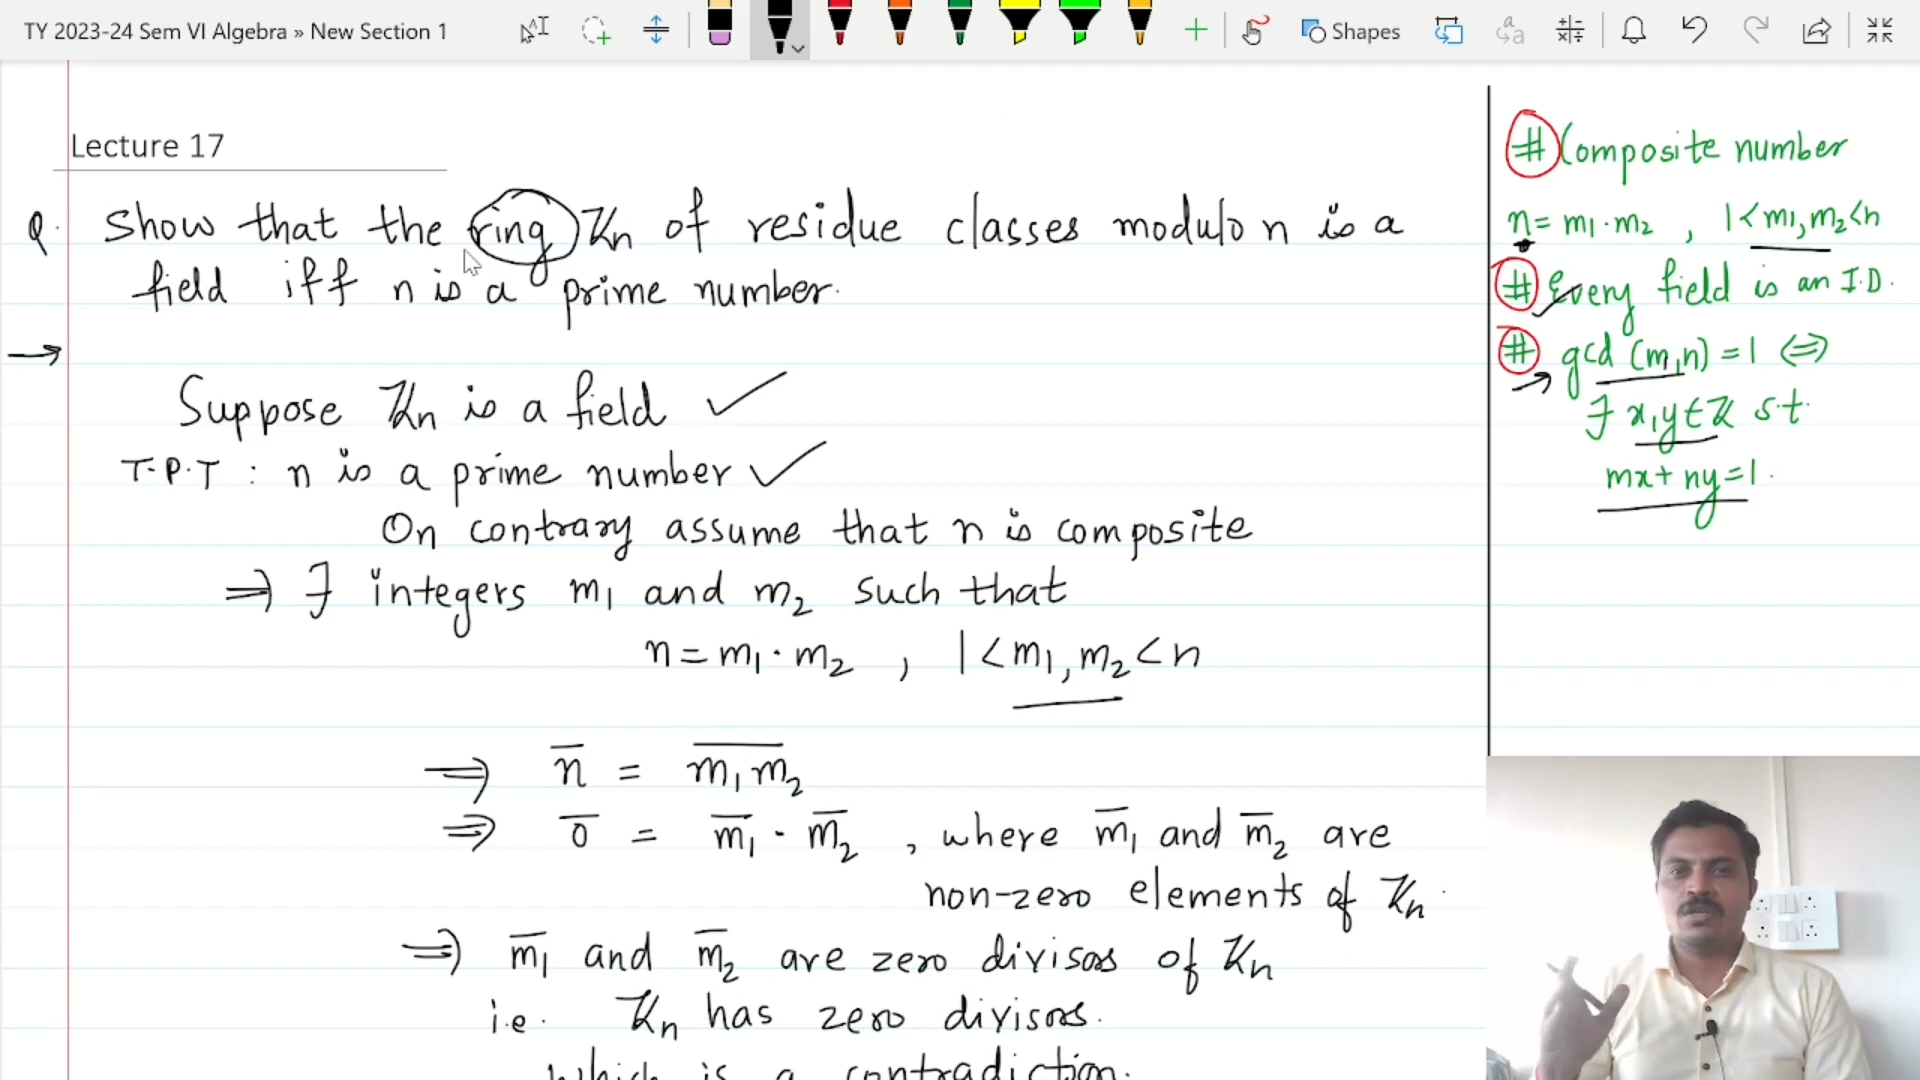 TY 2023-24 Sem VI Algebra » New Section 1
Shapes
Lecture 17
Q. Show that the ring ℤn of residue classes modulo n is a
field iff n is a prime number.
→
Suppose ℤn is a field ✓
T.P.T : n is a prime number ✓
On contrary assume that n is composite
⇒ ∃ integers m₁ and m₂ such that
n = m₁ · m₂ , 1 < m₁, m₂ < n
⇒ n̅ = m̅₁m̅₂
⇒ 0̅ = m̅₁ · m̅₂ , where m̅₁ and m̅₂ are
non-zero elements of ℤn.
⇒ m̅₁ and m̅₂ are zero divisors of ℤn
i.e. ℤn has zero divisors.
which is a contradiction.
# Composite number
n = m₁ · m₂ , 1 < m₁, m₂ < n
# Every field is an I.D.
# gcd (m,n) = 1 ⇔
→ ∃ x,y ∈ ℤ s.t.
mx + ny = 1.